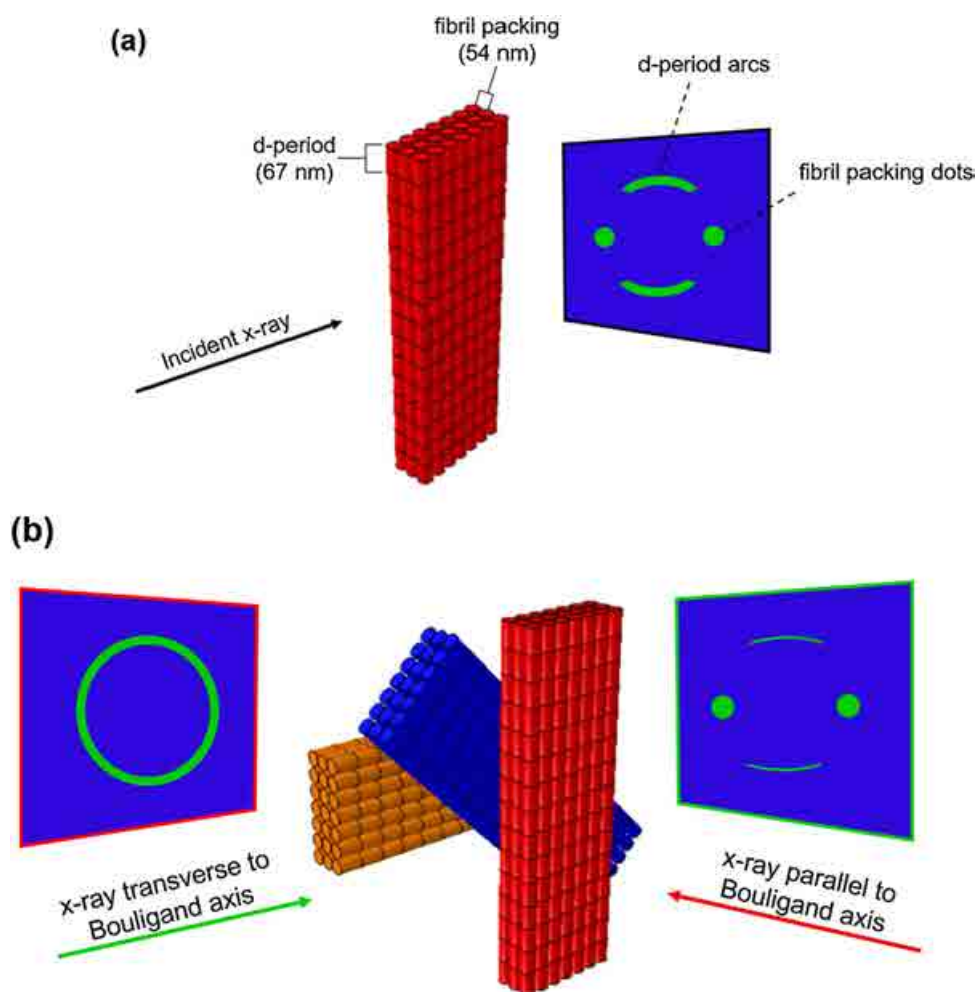 (a)
fibril packing
(54 nm)
d-period arcs
d-period
(67 nm)
fibril packing dots
Incident x-ray
(b)
x-ray transverse to
Bouligand axis
x-ray parallel to
Bouligand axis